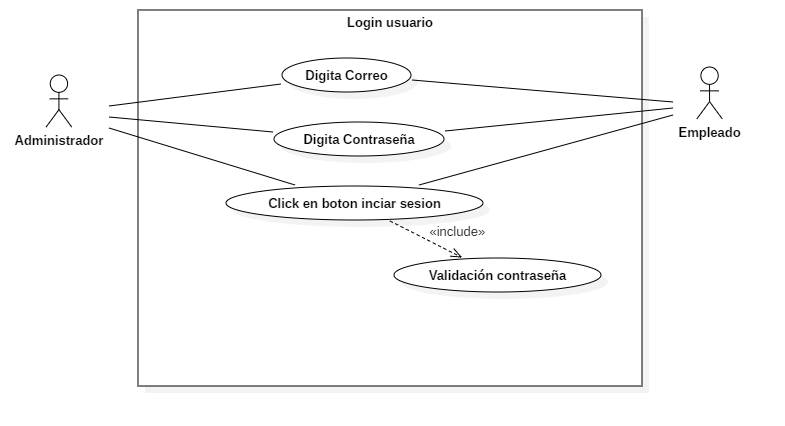 Login usuario
Digita Correo
Administrador
Empleado
Digita Contraseña
Click en boton inciar sesion
«include»
Validación contraseña